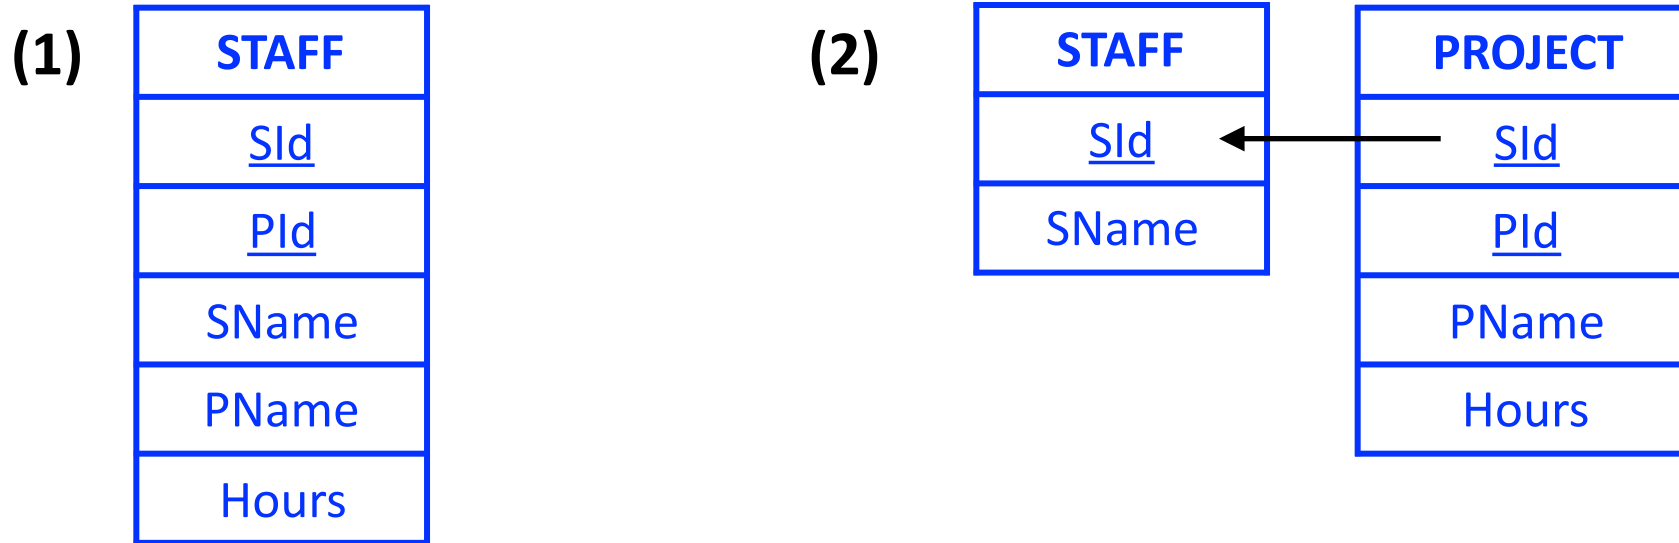 (1)
STAFF
SId
PId
SName
PName
Hours
(2)
STAFF
SId
SName
PROJECT
SId
PId
PName
Hours